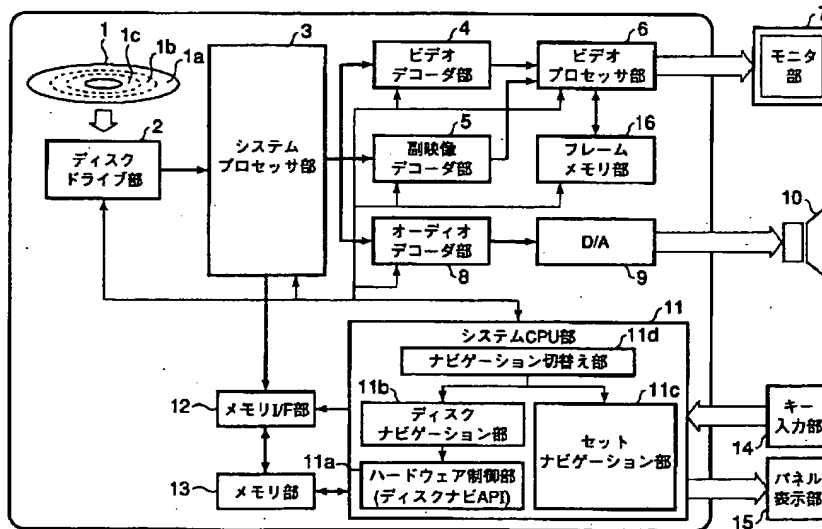 1
1c
1b
1a
2
ディスク
ドライブ部
3
システム
プロセッサ部
4
ビデオ
デコーダ部
5
副映像
デコーダ部
オーディオ
デコーダ部
8
6
ビデオ
プロセッサ部
16
フレーム
メモリ部
D/A
9
7
モニタ
部
10
11
システムCPU部
11d
ナビゲーション切替え部
11b
ディスク
ナビゲーション部
11c
セット
ナビゲーション部
11a
ハードウェア制御部
(ディスクナビAPI)
12
メモリI/F部
13
メモリ部
キー
入力部
14
パネル
表示部
15